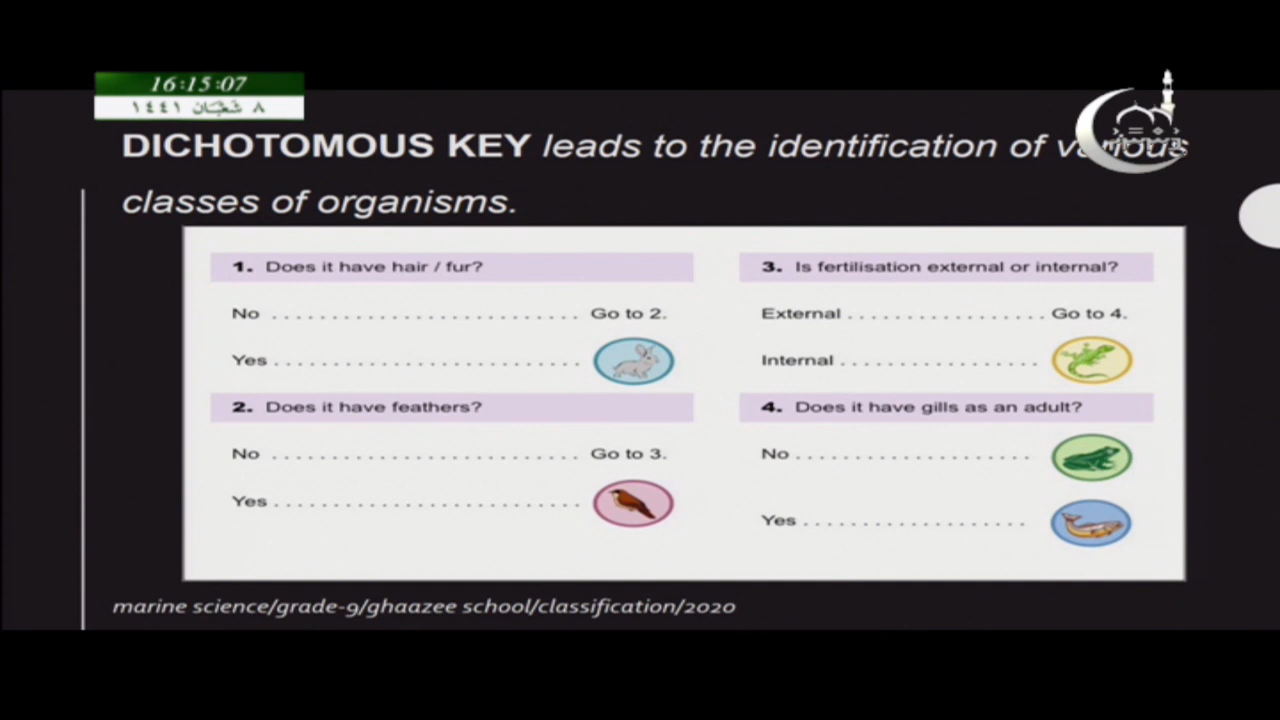 16:15:07
٨ شَعْبَان ١٤٤١
DICHOTOMOUS KEY leads to the identification of various
classes of organisms.
1. Does it have hair / fur?
No ............................ Go to 2.
Yes ............................
2. Does it have feathers?
No ............................ Go to 3.
Yes ............................
3. Is fertilisation external or internal?
External .................. Go to 4.
Internal ..................
4. Does it have gills as an adult?
No ....................
Yes ...................
marine science/grade-9/ghaazee school/classification/2020